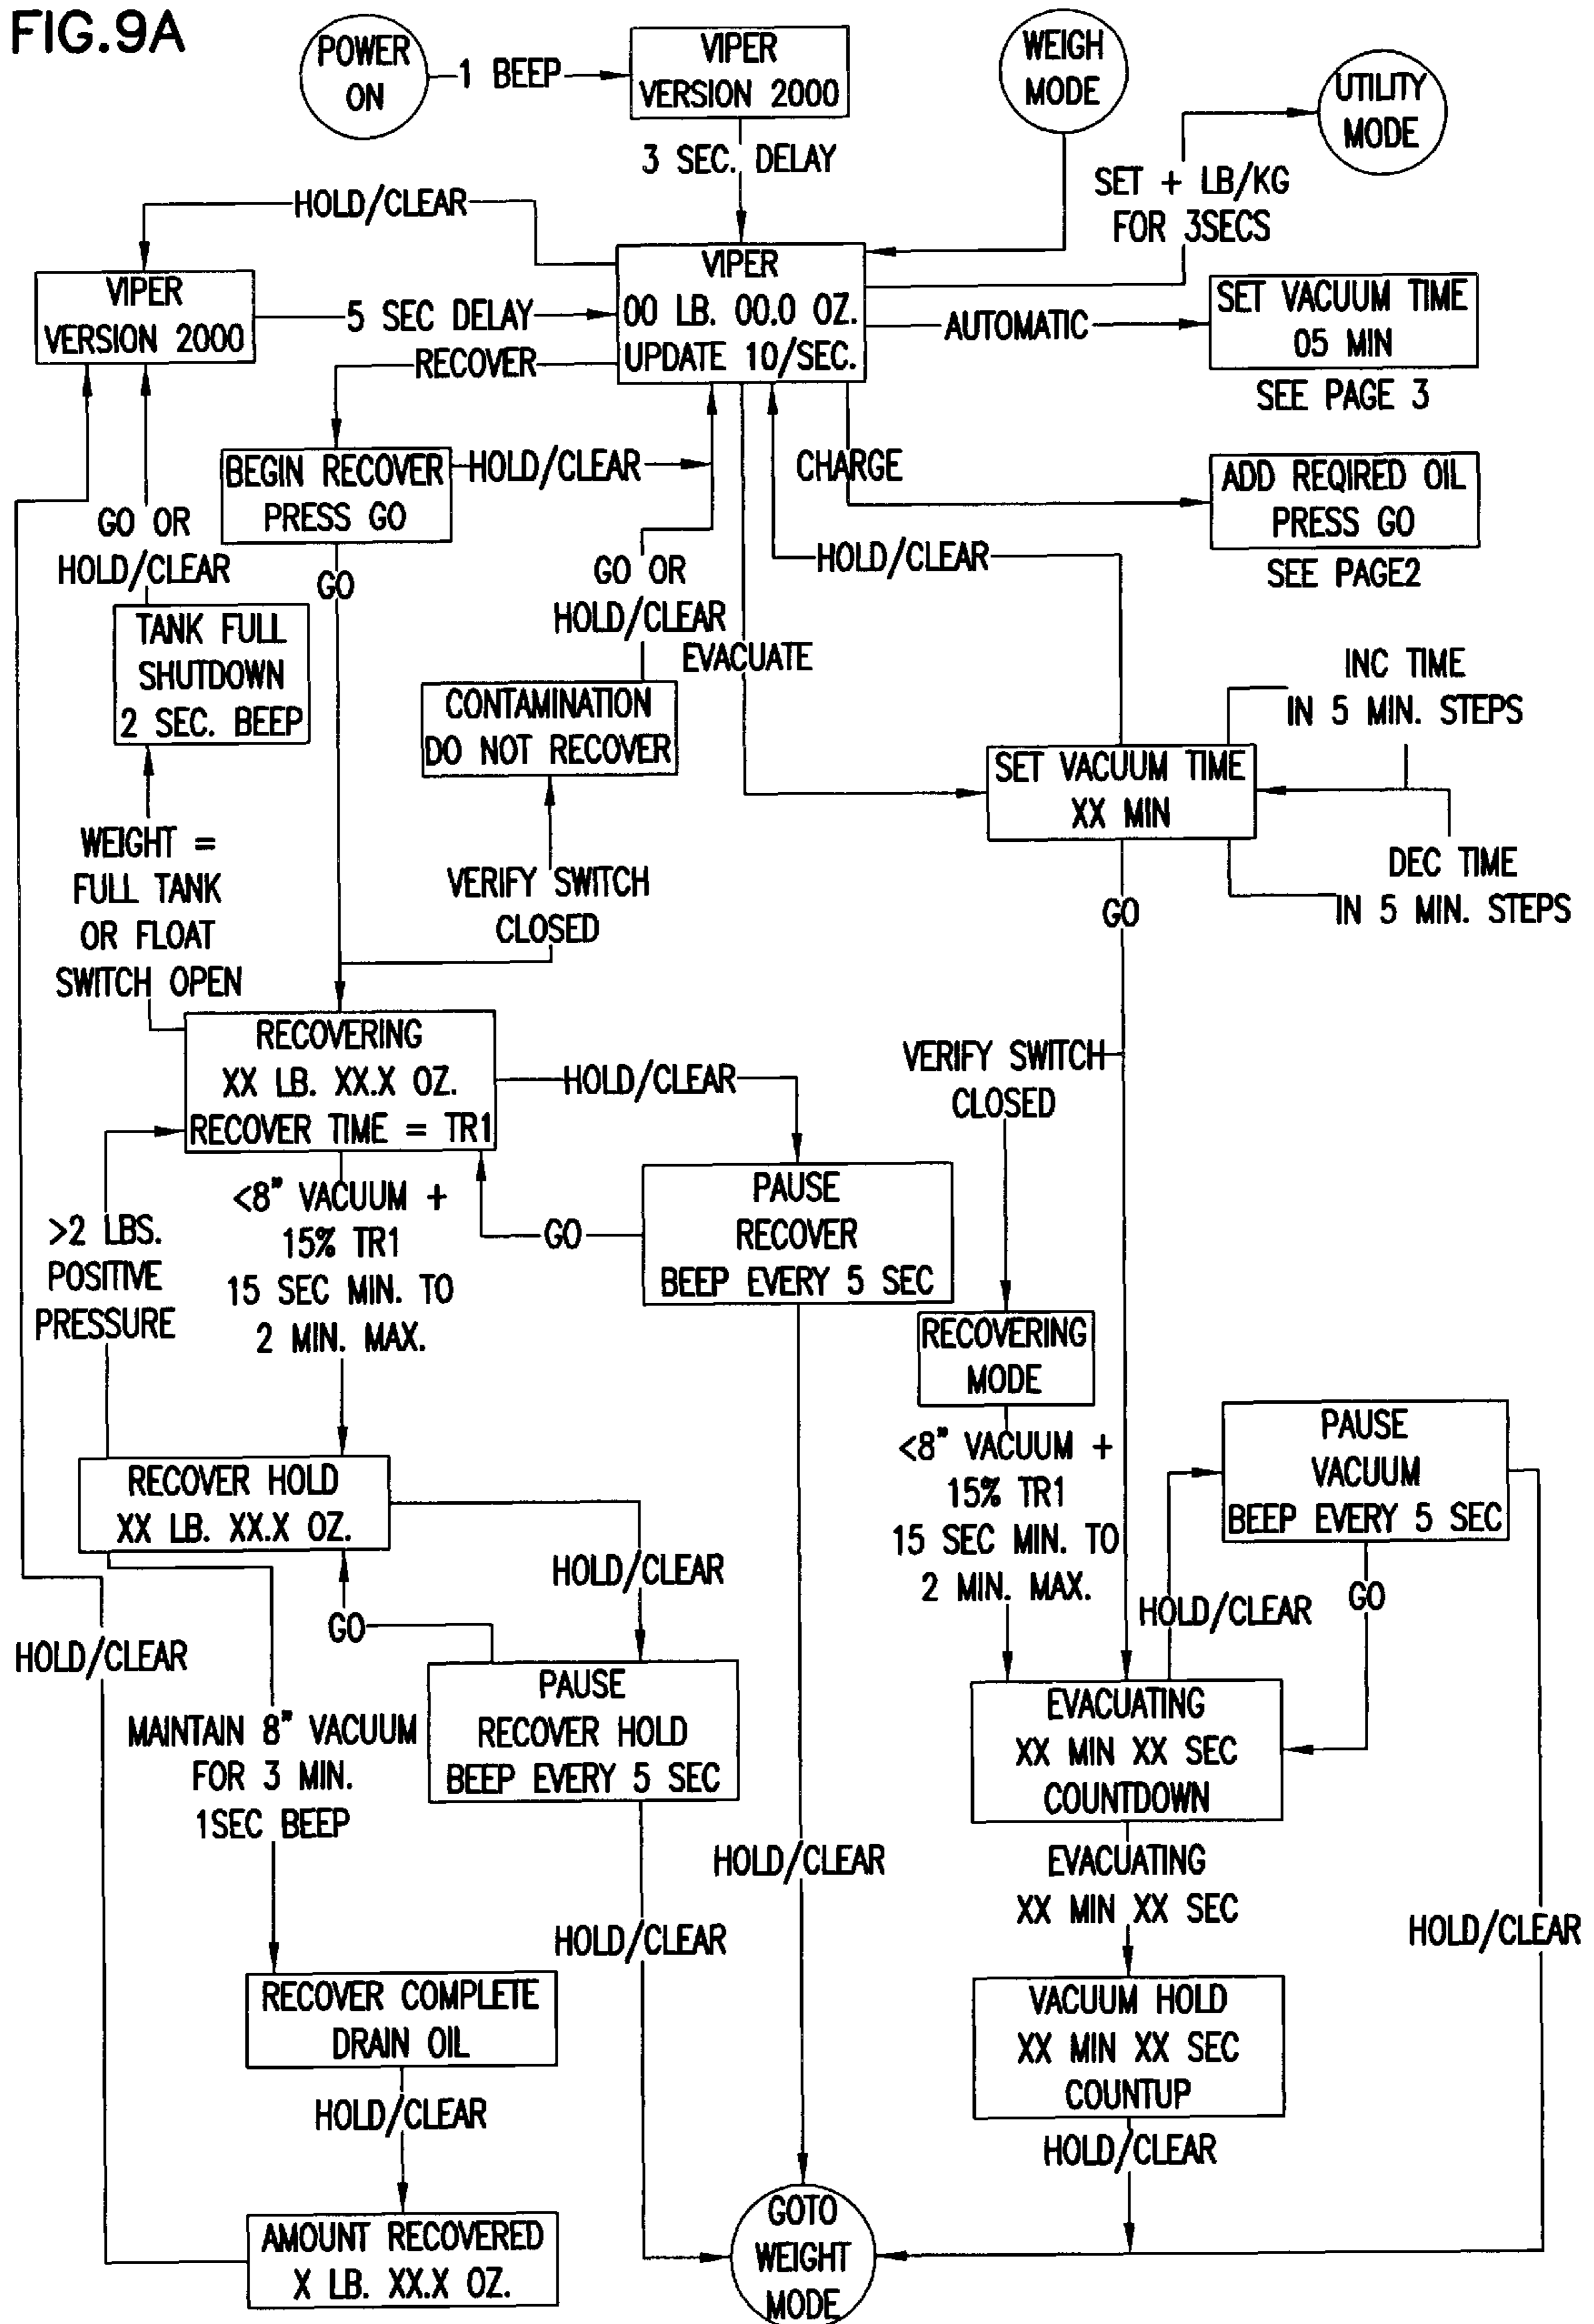 FIG.9A
POWER
ON
1 BEEP
VIPER
VERSION 2000
WEIGH
MODE
UTILITY
MODE
3 SEC. DELAY
SET + LB/KG
FOR 3SECS
HOLD/CLEAR
VIPER
VERSION 2000
5 SEC DELAY
VIPER
00 LB. 00.0 OZ.
UPDATE 10/SEC.
AUTOMATIC
SET VACUUM TIME
05 MIN
SEE PAGE 3
RECOVER
BEGIN RECOVER
PRESS GO
HOLD/CLEAR
CHARGE
ADD REQIRED OIL
PRESS GO
SEE PAGE2
GO OR
HOLD/CLEAR
GO
GO OR
HOLD/CLEAR
HOLD/CLEAR
EVACUATE
TANK FULL
SHUTDOWN
2 SEC. BEEP
CONTAMINATION
DO NOT RECOVER
INC TIME
IN 5 MIN. STEPS
SET VACUUM TIME
XX MIN
DEC TIME
IN 5 MIN. STEPS
WEIGHT =
FULL TANK
OR FLOAT
SWITCH OPEN
VERIFY SWITCH
CLOSED
GO
RECOVERING
XX LB. XX.X OZ.
RECOVER TIME = TR1
HOLD/CLEAR
VERIFY SWITCH
CLOSED
>2 LBS.
POSITIVE
PRESSURE
<8" VACUUM +
15% TR1
15 SEC MIN. TO
2 MIN. MAX.
GO
PAUSE
RECOVER
BEEP EVERY 5 SEC
RECOVERING
MODE
<8" VACUUM +
15% TR1
15 SEC MIN. TO
2 MIN. MAX.
PAUSE
VACUUM
BEEP EVERY 5 SEC
RECOVER HOLD
XX LB. XX.X OZ.
HOLD/CLEAR
GO
HOLD/CLEAR
GO
HOLD/CLEAR
PAUSE
RECOVER HOLD
BEEP EVERY 5 SEC
MAINTAIN 8" VACUUM
FOR 3 MIN.
1SEC BEEP
EVACUATING
XX MIN XX SEC
COUNTDOWN
HOLD/CLEAR
EVACUATING
XX MIN XX SEC
HOLD/CLEAR
HOLD/CLEAR
RECOVER COMPLETE
DRAIN OIL
VACUUM HOLD
XX MIN XX SEC
COUNTUP
HOLD/CLEAR
HOLD/CLEAR
AMOUNT RECOVERED
X LB. XX.X OZ.
GOTO
WEIGHT
MODE